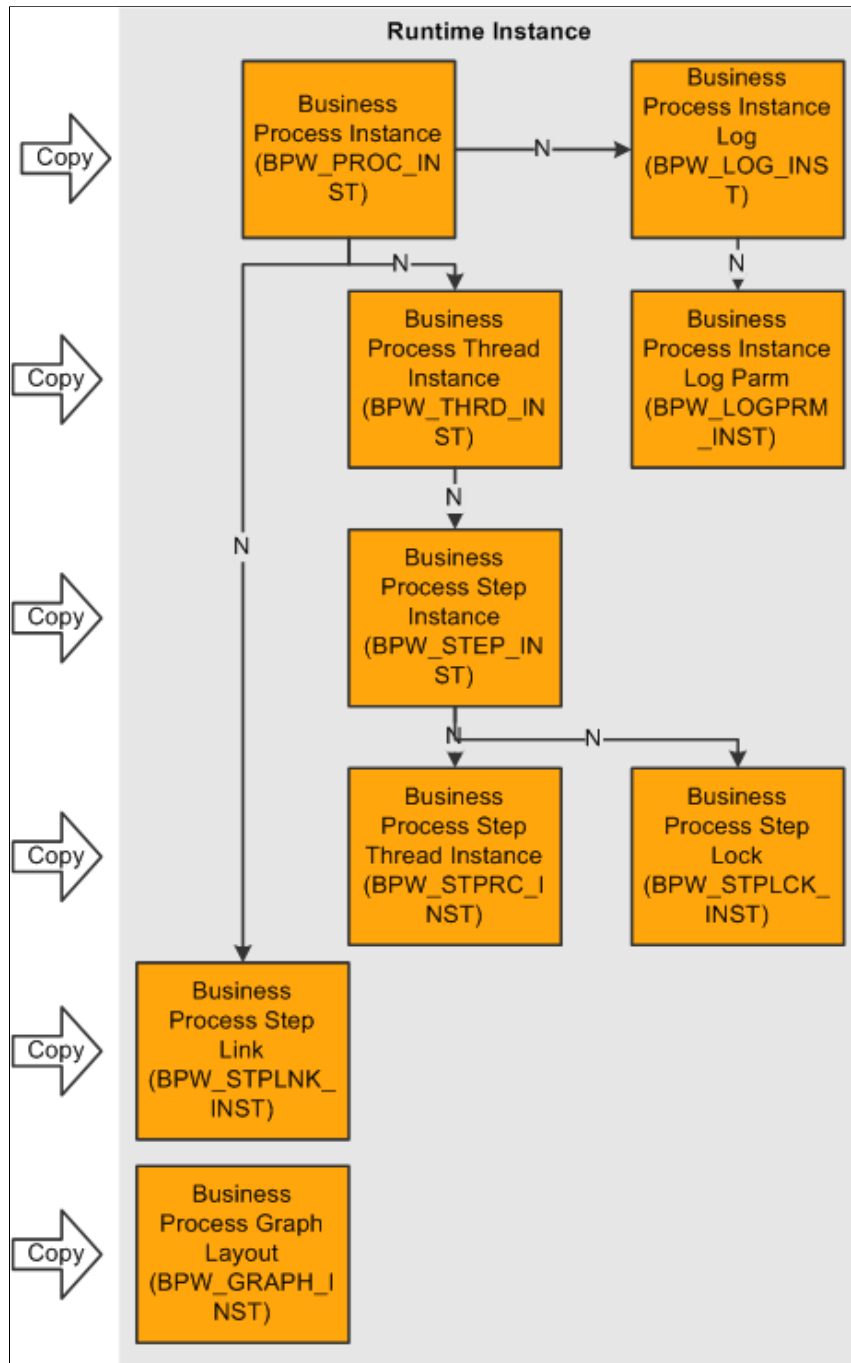 Runtime Instance
Copy
Business
Process Instance
(BPW_PROC_IN
ST)
N
Business
Process Instance
Log
(BPW_LOG_INS
T)
N
N
Copy
Business
Process Thread
Instance
(BPW_THRD_IN
ST)
Business
Process Instance
Log Parm
(BPW_LOGPRM
_INST)
N
N
Copy
Business
Process Step
Instance
(BPW_STEP_IN
ST)
N
N
Copy
Business
Process Step
Thread Instance
(BPW_STPRC_I
NST)
Business
Process Step
Lock
(BPW_STPLCK_
INST)
Copy
Business
Process Step
Link
(BPW_STPLNK_
INST)
Copy
Business
Process Graph
Layout
(BPW_GRAPH_I
NST)